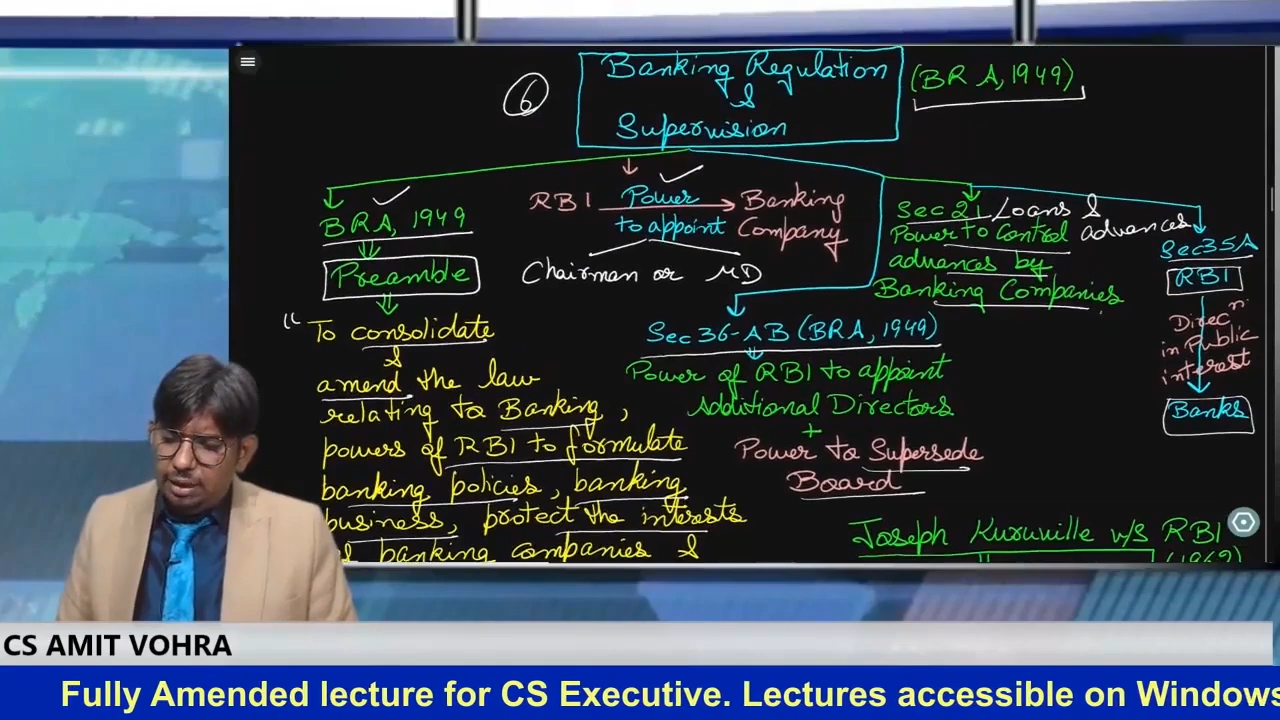 6
Banking Regulation
&
Supervision
(BRA, 1949)
BRA, 1949
Preamble
"To consolidate
&
amend the law
relating to Banking,
powers of RBI to formulate
banking policies, banking
business, protect the interests
of banking companies &
RBI Power Banking
to appoint Company
Chairman or MD
Sec 36-AB (BRA, 1949)
Power of RBI to appoint
Additional Directors
+
Power to Supersede
Board
Sec 21 Loans &
Power to Control advances
advances by
Banking Companies
Sec 35A
RBI
Direcn
in Public
interest
Banks
Joseph Kuruville v/s RBI
(1962)
CS AMIT VOHRA
Fully Amended lecture for CS Executive. Lectures accessible on Windows